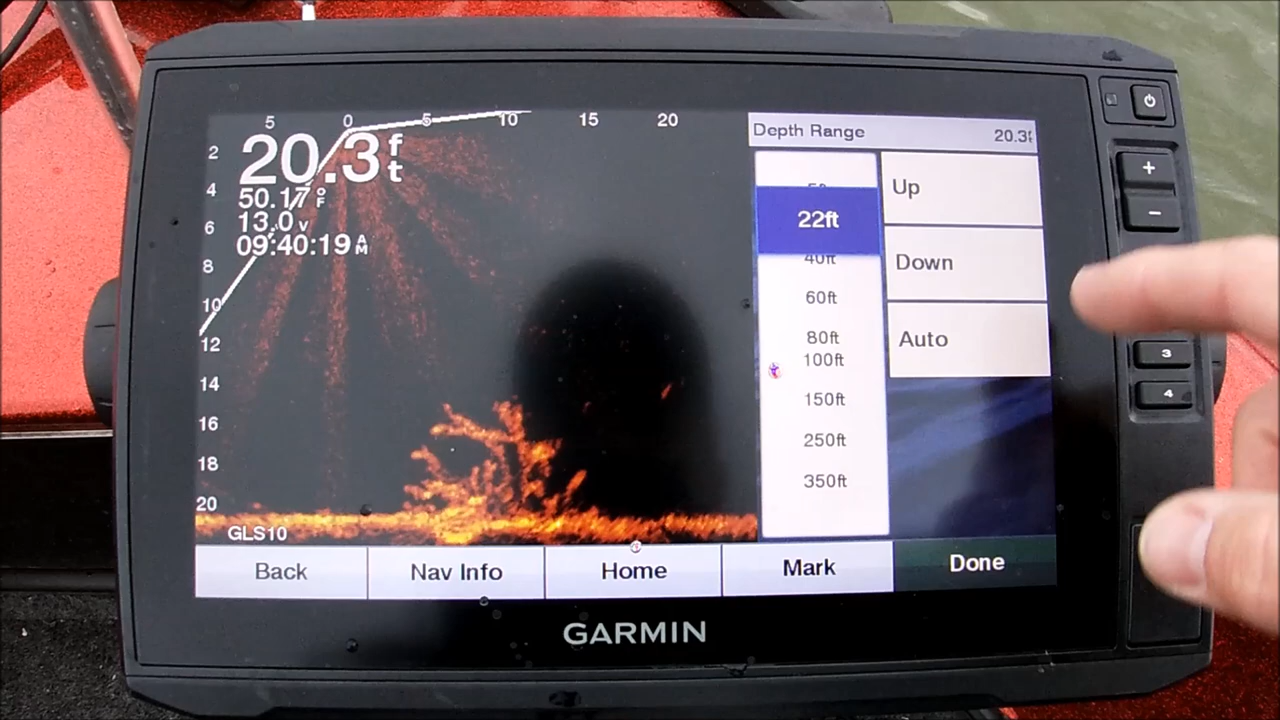 5 0 5 10 15 20
2
4
6
8
10
12
14
16
18
20
20.3 ft
50.17 °F
13.0 V
09:40:19 AM
GLS10
Depth Range 20.3
22ft
40ft
60ft
80ft
100ft
150ft
250ft
350ft
Up
Down
Auto
Back Nav Info Home Mark Done
GARMIN
+
−
3
4